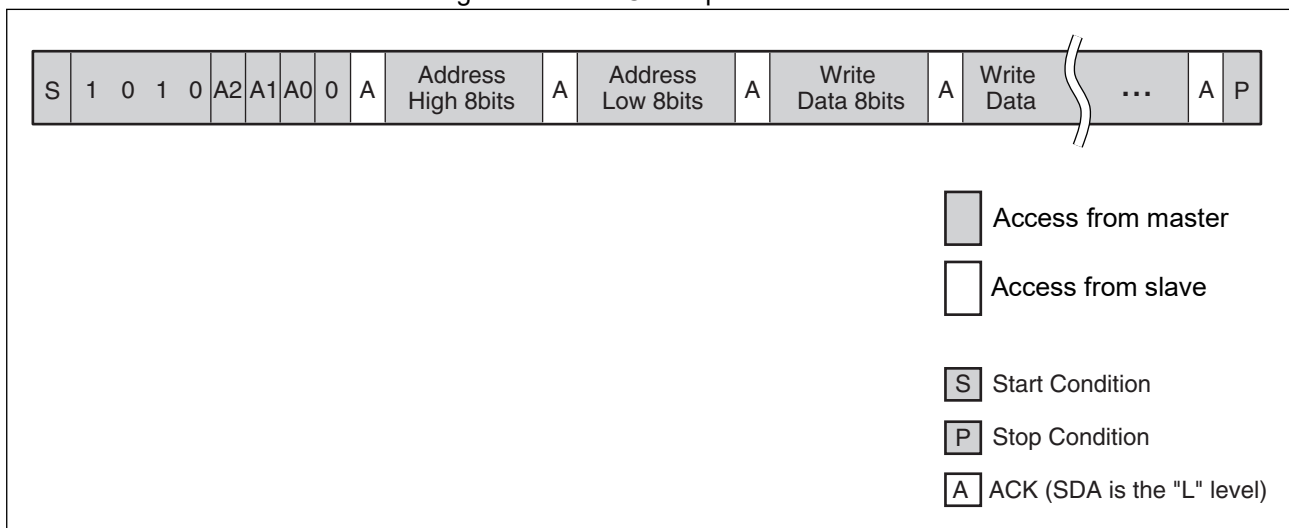 S 1 0 1 0 A2 A1 A0 0 A Address High 8bits A Address Low 8bits A Write Data 8bits A Write Data ... A P
Access from master
Access from slave
S Start Condition
P Stop Condition
A ACK (SDA is the "L" level)